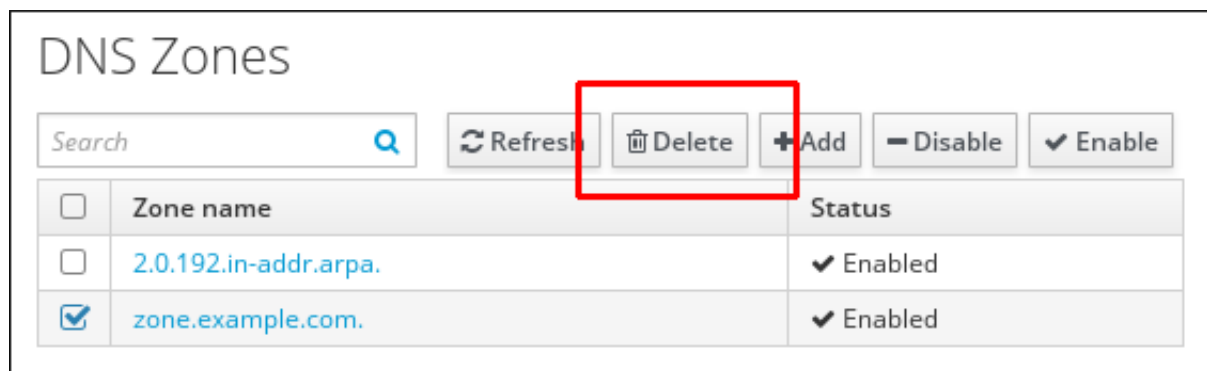 DNS Zones
Search Refresh Delete Add Disable Enable
Zone name Status
2.0.192.in-addr.arpa. Enabled
zone.example.com. Enabled